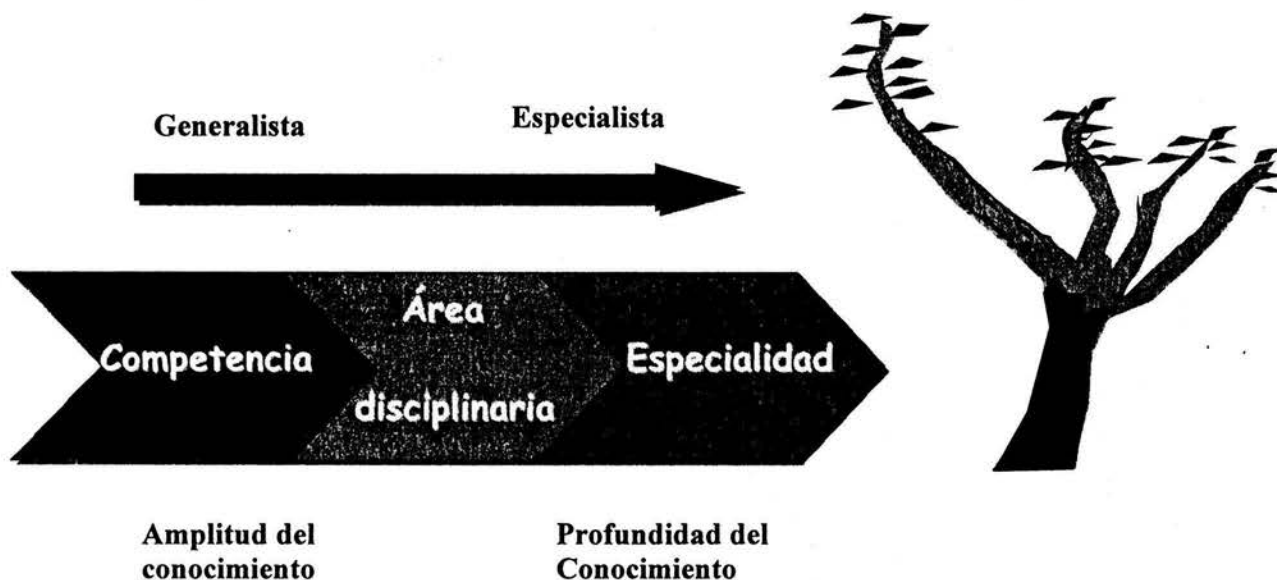 Generalista
Especialista
Competencia
Área
disciplinaria
Especialidad
Amplitud del
conocimiento
Profundidad del
Conocimiento